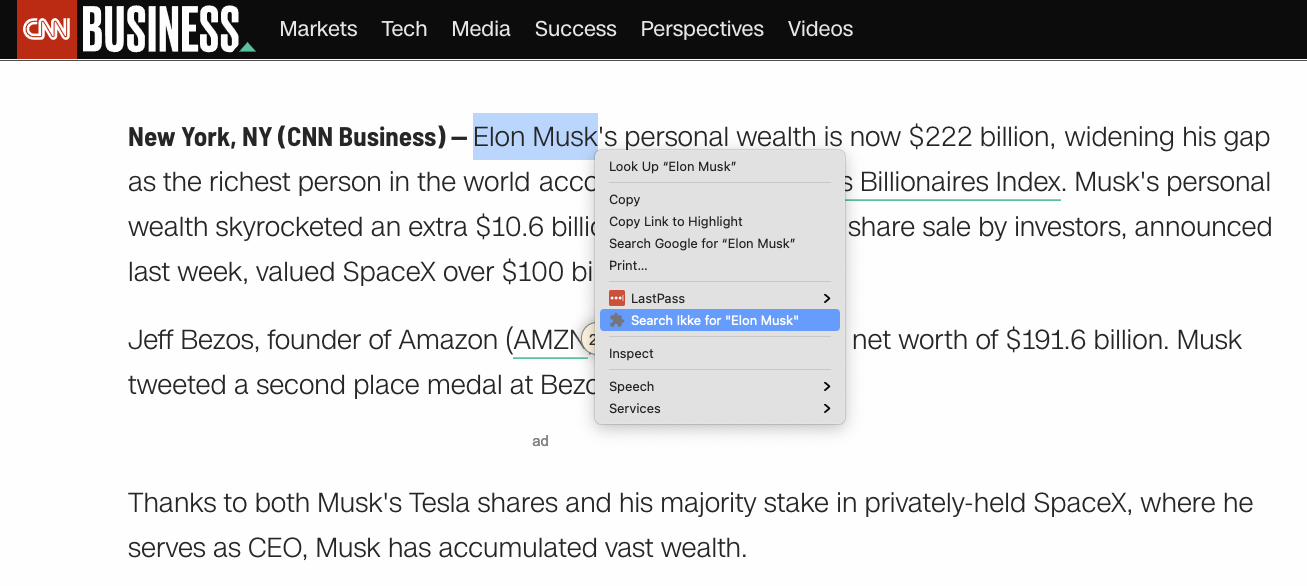 CNN BUSINESS Markets Tech Media Success Perspectives Videos
New York, NY (CNN Business) — Elon Musk's personal wealth is now $222 billion, widening his gap
as the richest person in the world acco
s Billionaires Index. Musk's personal
wealth skyrocketed an extra $10.6 billi
share sale by investors, announced
last week, valued SpaceX over $100 bi
Jeff Bezos, founder of Amazon (AMZN
2
net worth of $191.6 billion. Musk
tweeted a second place medal at Bezo
Look Up “Elon Musk”
Copy
Copy Link to Highlight
Search Google for “Elon Musk”
Print...
LastPass
Search Ikke for "Elon Musk"
Inspect
Speech
Services
ad
Thanks to both Musk's Tesla shares and his majority stake in privately-held SpaceX, where he
serves as CEO, Musk has accumulated vast wealth.